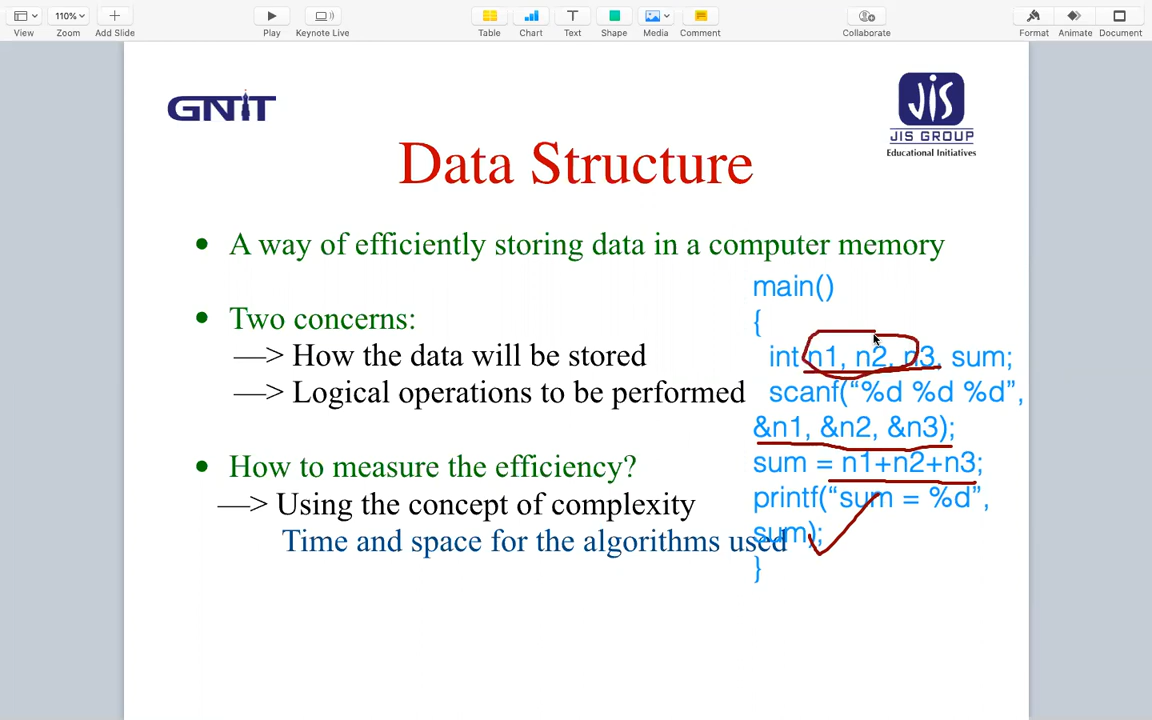 110%
View Zoom Add Slide Play Keynote Live Table Chart Text Shape Media Comment Collaborate Format Animate Document
GNIT
JIS
JIS GROUP
Educational Initiatives
Data Structure
• A way of efficiently storing data in a computer memory
• Two concerns:
—> How the data will be stored
—> Logical operations to be performed
• How to measure the efficiency?
—> Using the concept of complexity
Time and space for the algorithms used
main()
{
int n1, n2, n3, sum;
scanf(“%d %d %d”,
&n1, &n2, &n3);
sum = n1+n2+n3;
printf(“sum = %d”,
sum);
}